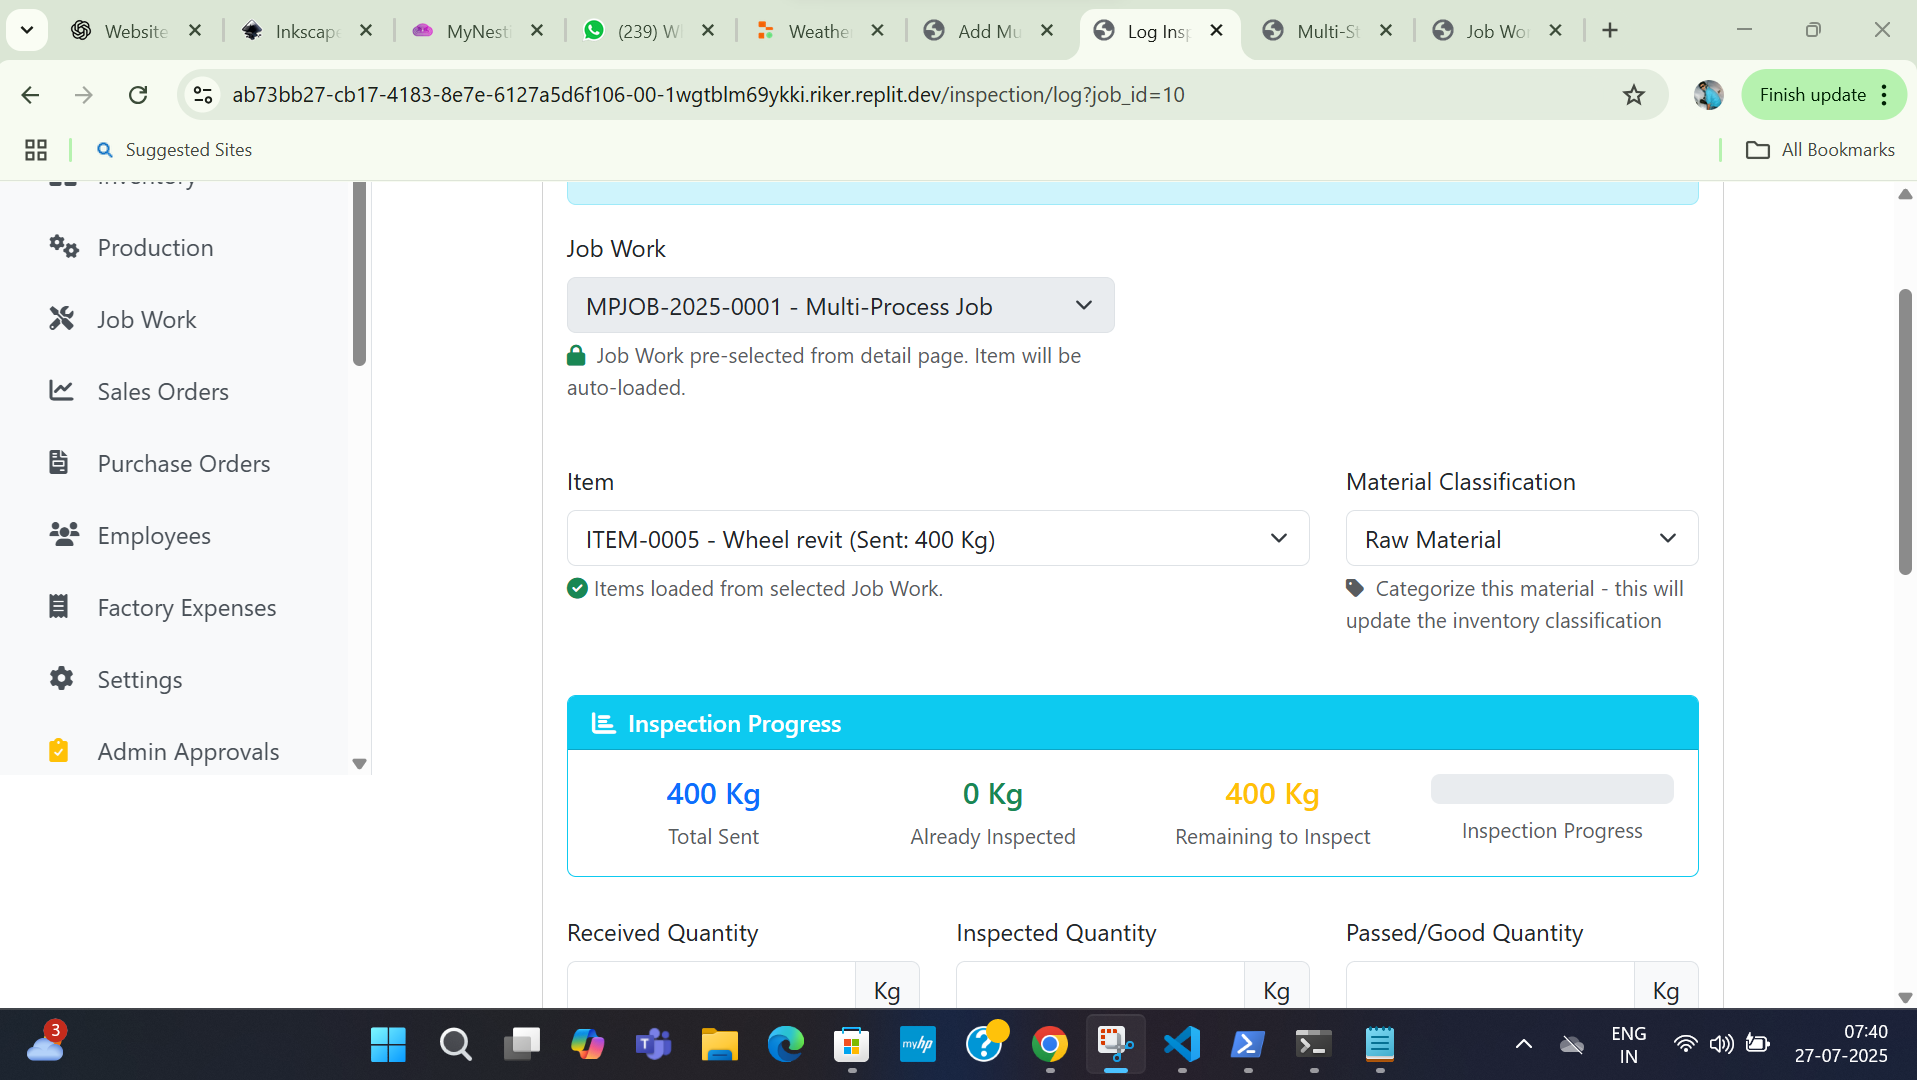 Website
Inkscape
MyNesti
(239) W
Weathe
Add Mu
Log Insp
Multi-St
Job Wor
ab73bb27-cb17-4183-8e7e-6127a5d6f106-00-1wgtblm69ykki.riker.replit.dev/inspection/log?job_id=10
Finish update
Suggested Sites
All Bookmarks
Inventory
Production
Job Work
Sales Orders
Purchase Orders
Employees
Factory Expenses
Settings
Admin Approvals
Job Work
MPJOB-2025-0001 - Multi-Process Job
Job Work pre-selected from detail page. Item will be
auto-loaded.
Item
ITEM-0005 - Wheel revit (Sent: 400 Kg)
Items loaded from selected Job Work.
Material Classification
Raw Material
Categorize this material - this will
update the inventory classification
Inspection Progress
400 Kg
Total Sent
0 Kg
Already Inspected
400 Kg
Remaining to Inspect
Inspection Progress
Received Quantity
Kg
Inspected Quantity
Kg
Passed/Good Quantity
Kg
3
myhp
ENG
IN
07:40
27-07-2025